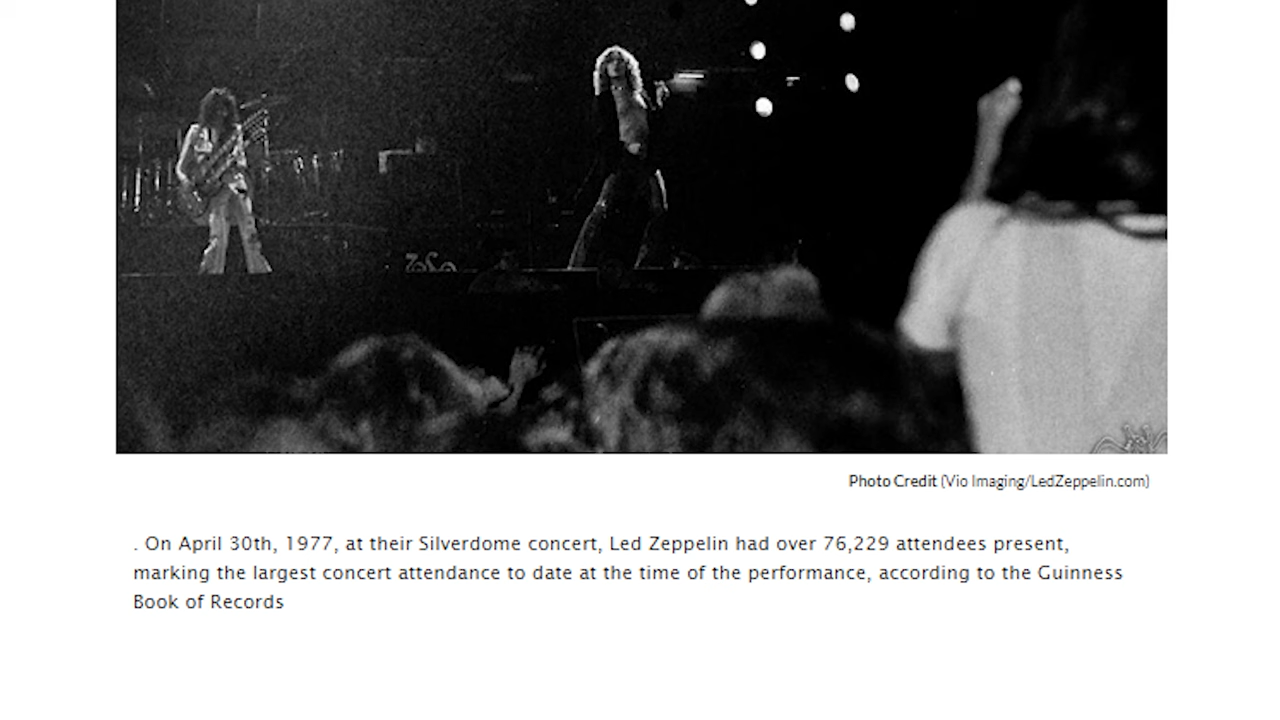 Photo Credit (Vio Imaging/LedZeppelin.com)
. On April 30th, 1977, at their Silverdome concert, Led Zeppelin had over 76,229 attendees present,
marking the largest concert attendance to date at the time of the performance, according to the Guinness
Book of Records